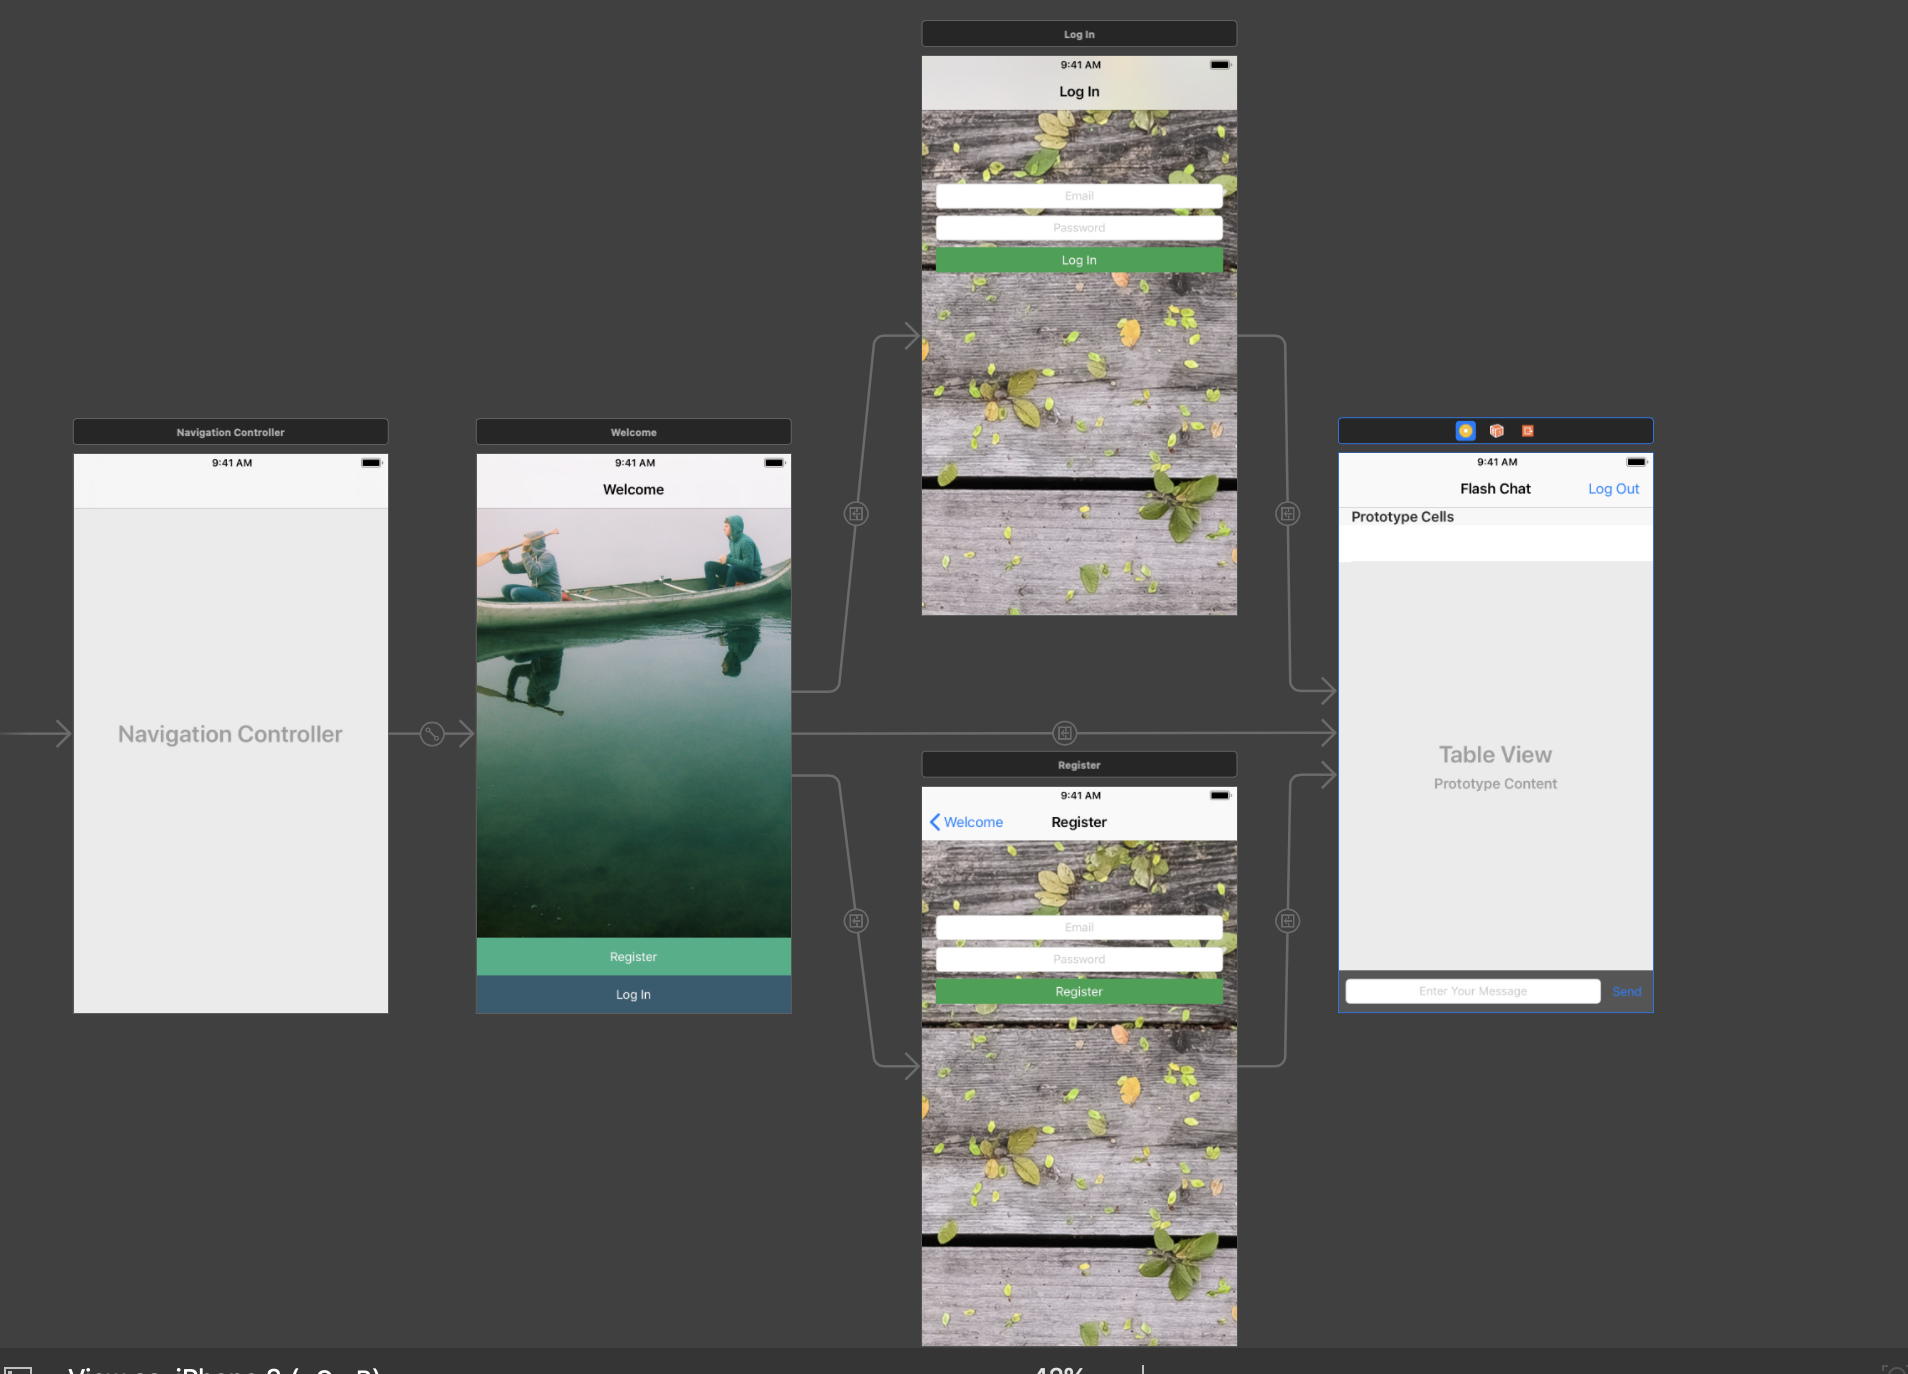 Log In
9:41 AM
Log In
Email
Password
Log In
Navigation Controller
9:41 AM
Navigation Controller
Welcome
9:41 AM
Welcome
Register
Log In
9:41 AM
Flash Chat
Log Out
Prototype Cells
Table View
Prototype Content
Enter Your Message
Send
Register
9:41 AM
Welcome
Register
Email
Password
Register